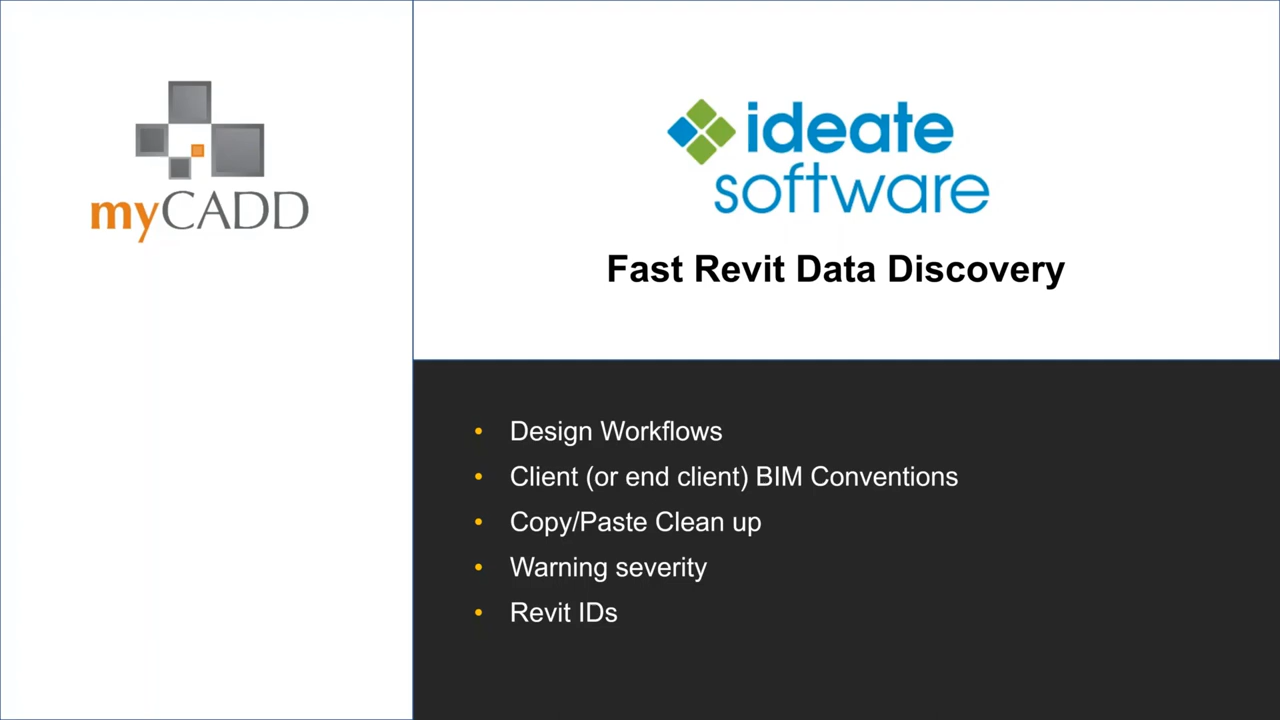 myCADD
ideate
software
Fast Revit Data Discovery
• Design Workflows
• Client (or end client) BIM Conventions
• Copy/Paste Clean up
• Warning severity
• Revit IDs